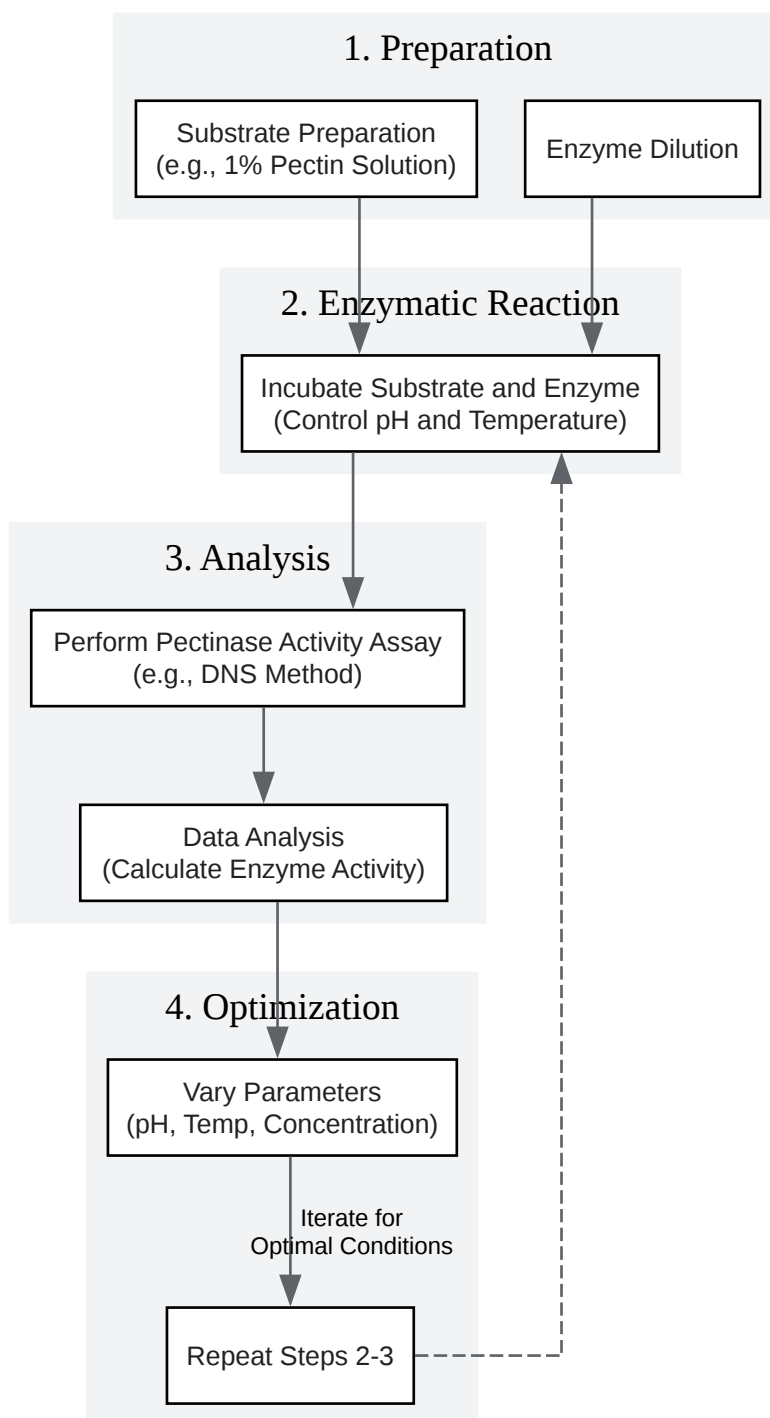 1. Preparation
Substrate Preparation
(e.g., 1% Pectin Solution)
Enzyme Dilution
2. Enzymatic Reaction
Incubate Substrate and Enzyme
(Control pH and Temperature)
3. Analysis
Perform Pectinase Activity Assay
(e.g., DNS Method)
Data Analysis
(Calculate Enzyme Activity)
4. Optimization
Vary Parameters
(pH, Temp, Concentration)
Iterate for
Optimal Conditions
Repeat Steps 2-3